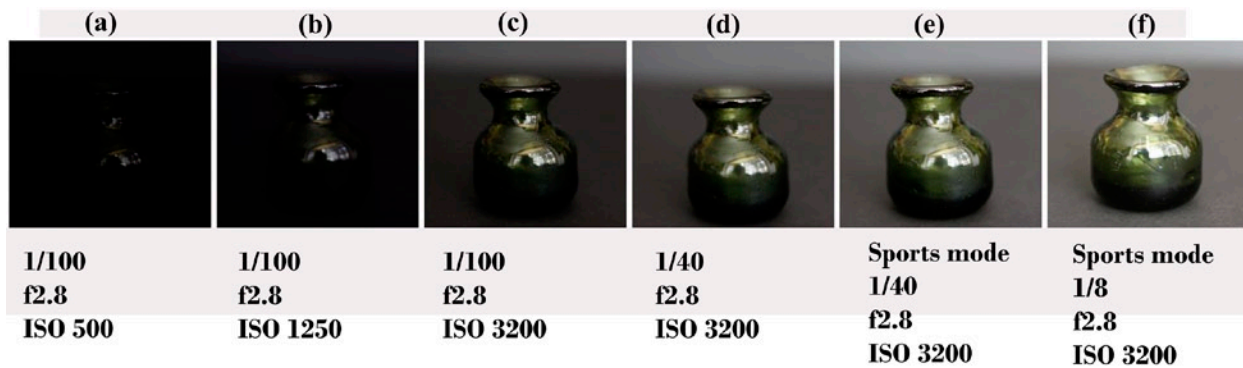 (a) (b) (c) (d) (e) (f)
1/100
f2.8
ISO 500
1/100
f2.8
ISO 1250
1/100
f2.8
ISO 3200
1/40
f2.8
ISO 3200
Sports mode
1/40
f2.8
ISO 3200
Sports mode
1/8
f2.8
ISO 3200